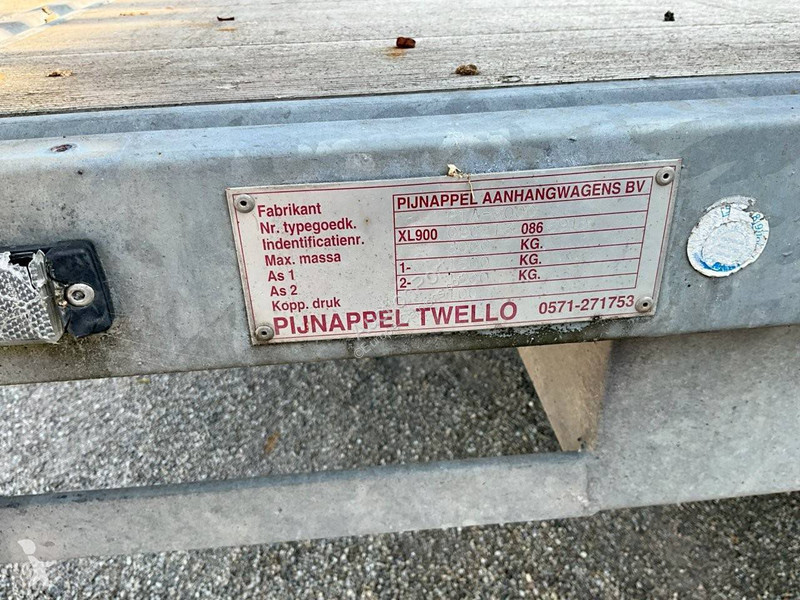 Fabrikant PIJNAPPEL AANHANGWAGENS BV
Nr. typegoedk.
Indentificatienr. XL900 086
Max. massa KG.
As 1 1- KG.
As 2 2-
Kopp. druk
PIJNAPPEL TWELLO 0571-271753